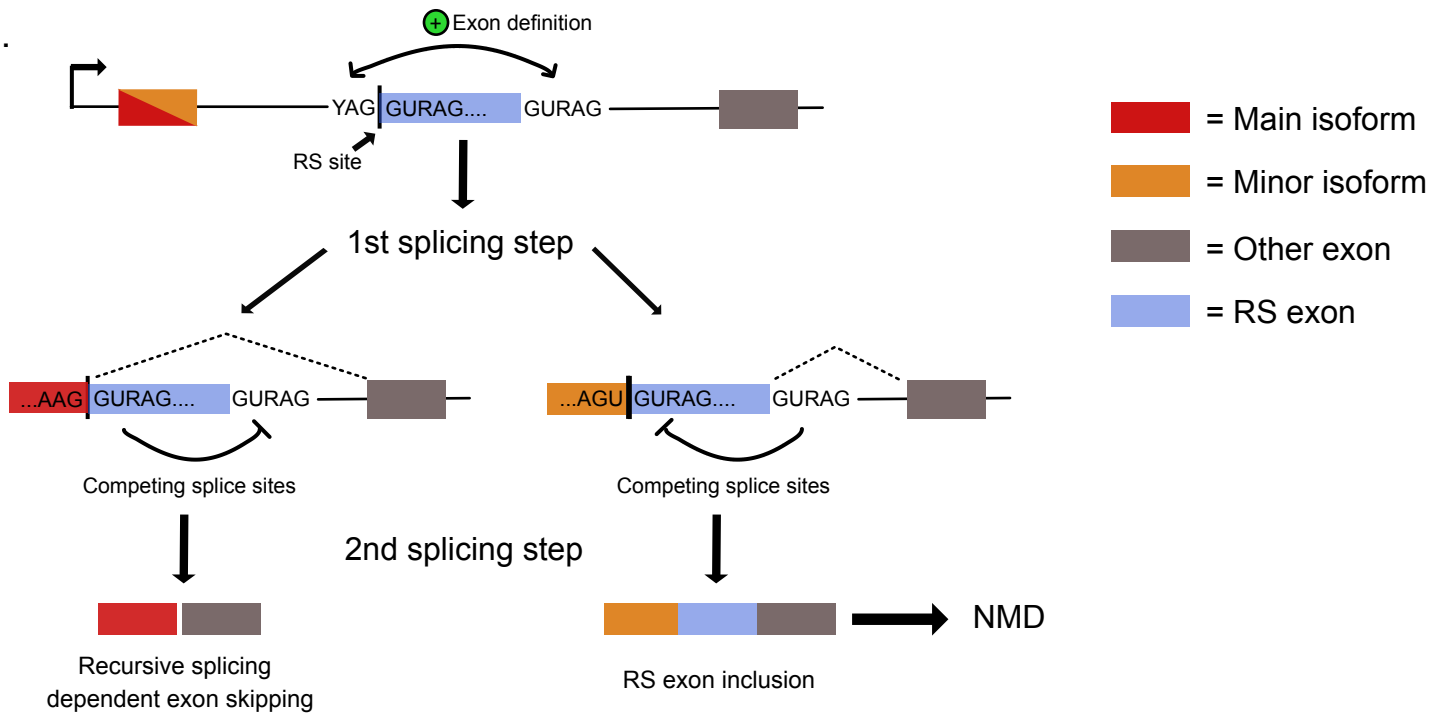 .
+ Exon definition
YAG GURAG.... GURAG
RS site
= Main isoform
= Minor isoform
= Other exon
= RS exon
1st splicing step
...AAG GURAG.... GURAG
...AGU GURAG.... GURAG
Competing splice sites
Competing splice sites
2nd splicing step
NMD
Recursive splicing
dependent exon skipping
RS exon inclusion